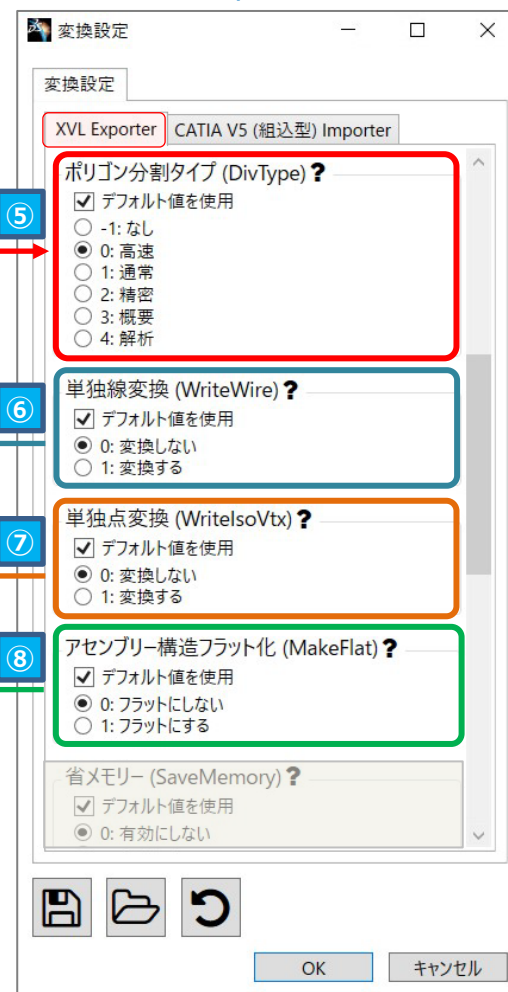 変換設定
変換設定
XVL Exporter
CATIA V5 (組込型) Importer
⑤
ポリゴン分割タイプ (DivType) ?
デフォルト値を使用
-1: なし
0: 高速
1: 通常
2: 精密
3: 概要
4: 解析
⑥
単独線変換 (WriteWire) ?
デフォルト値を使用
0: 変換しない
1: 変換する
⑦
単独点変換 (WriteIsoVtx) ?
デフォルト値を使用
0: 変換しない
1: 変換する
⑧
アセンブリー構造フラット化 (MakeFlat) ?
デフォルト値を使用
0: フラットにしない
1: フラットにする
省メモリー (SaveMemory) ?
デフォルト値を使用
0: 有効にしない
OK
キャンセル